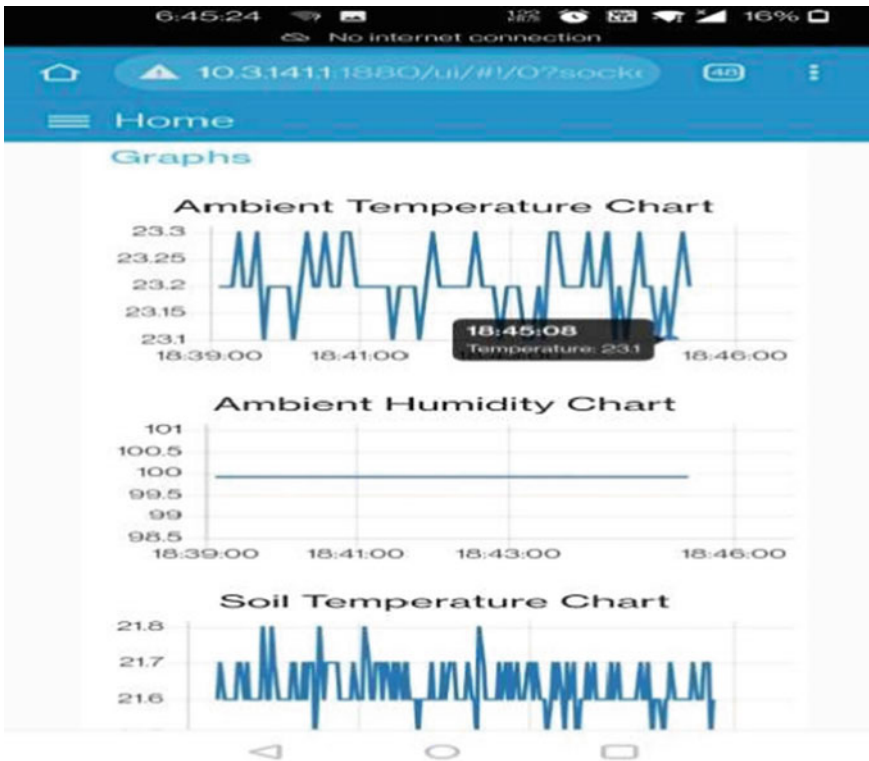 6:45:24 16%
No internet connection
10.3.141.1:1880/ui/#!/0?socke 48
Home
Graphs
Ambient Temperature Chart
23.3
23.25
23.2
23.15
23.1
18:45:08
Temperature: 23.1
18:39:00 18:41:00 18:46:00
Ambient Humidity Chart
101
100.5
100
99.5
99
98.5
18:39:00 18:41:00 18:43:00 18:46:00
Soil Temperature Chart
21.8
21.7
21.6